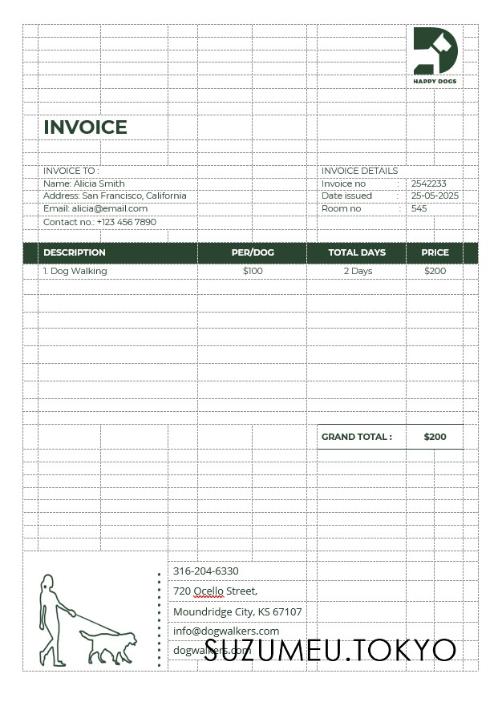 HAPPY DOGS
INVOICE
INVOICE TO :
Name: Alicia Smith
Address: San Francisco, California
Email: alicia@email.com
Contact no.: +123 456 7890
INVOICE DETAILS
Invoice no : 2542233
Date issued : 25-05-2025
Room no : 545
DESCRIPTION PER/DOG TOTAL DAYS PRICE
1. Dog Walking $100 2 Days $200
GRAND TOTAL : $200
316-204-6330
720 Ocello Street,
Moundridge City, KS 67107
info@dogwalkers.com
dogwalkers.com
SUZUMEU.TOKYO